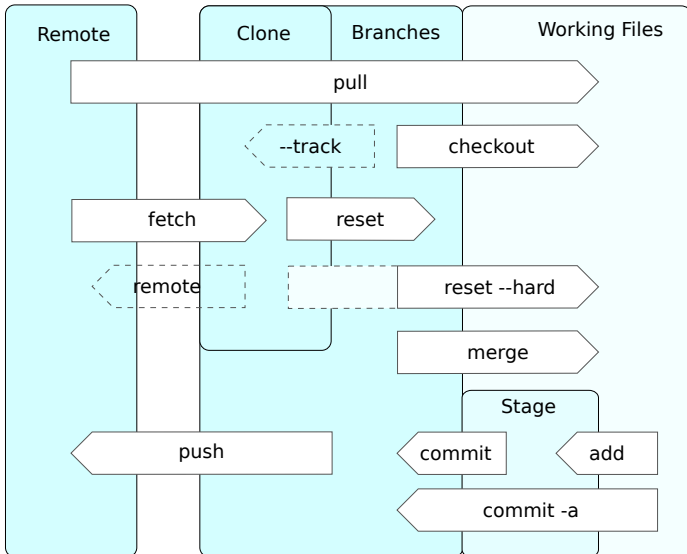 Remote
Clone
Branches
Working Files
pull
--track
checkout
fetch
reset
remote
reset --hard
merge
Stage
push
commit
add
commit -a